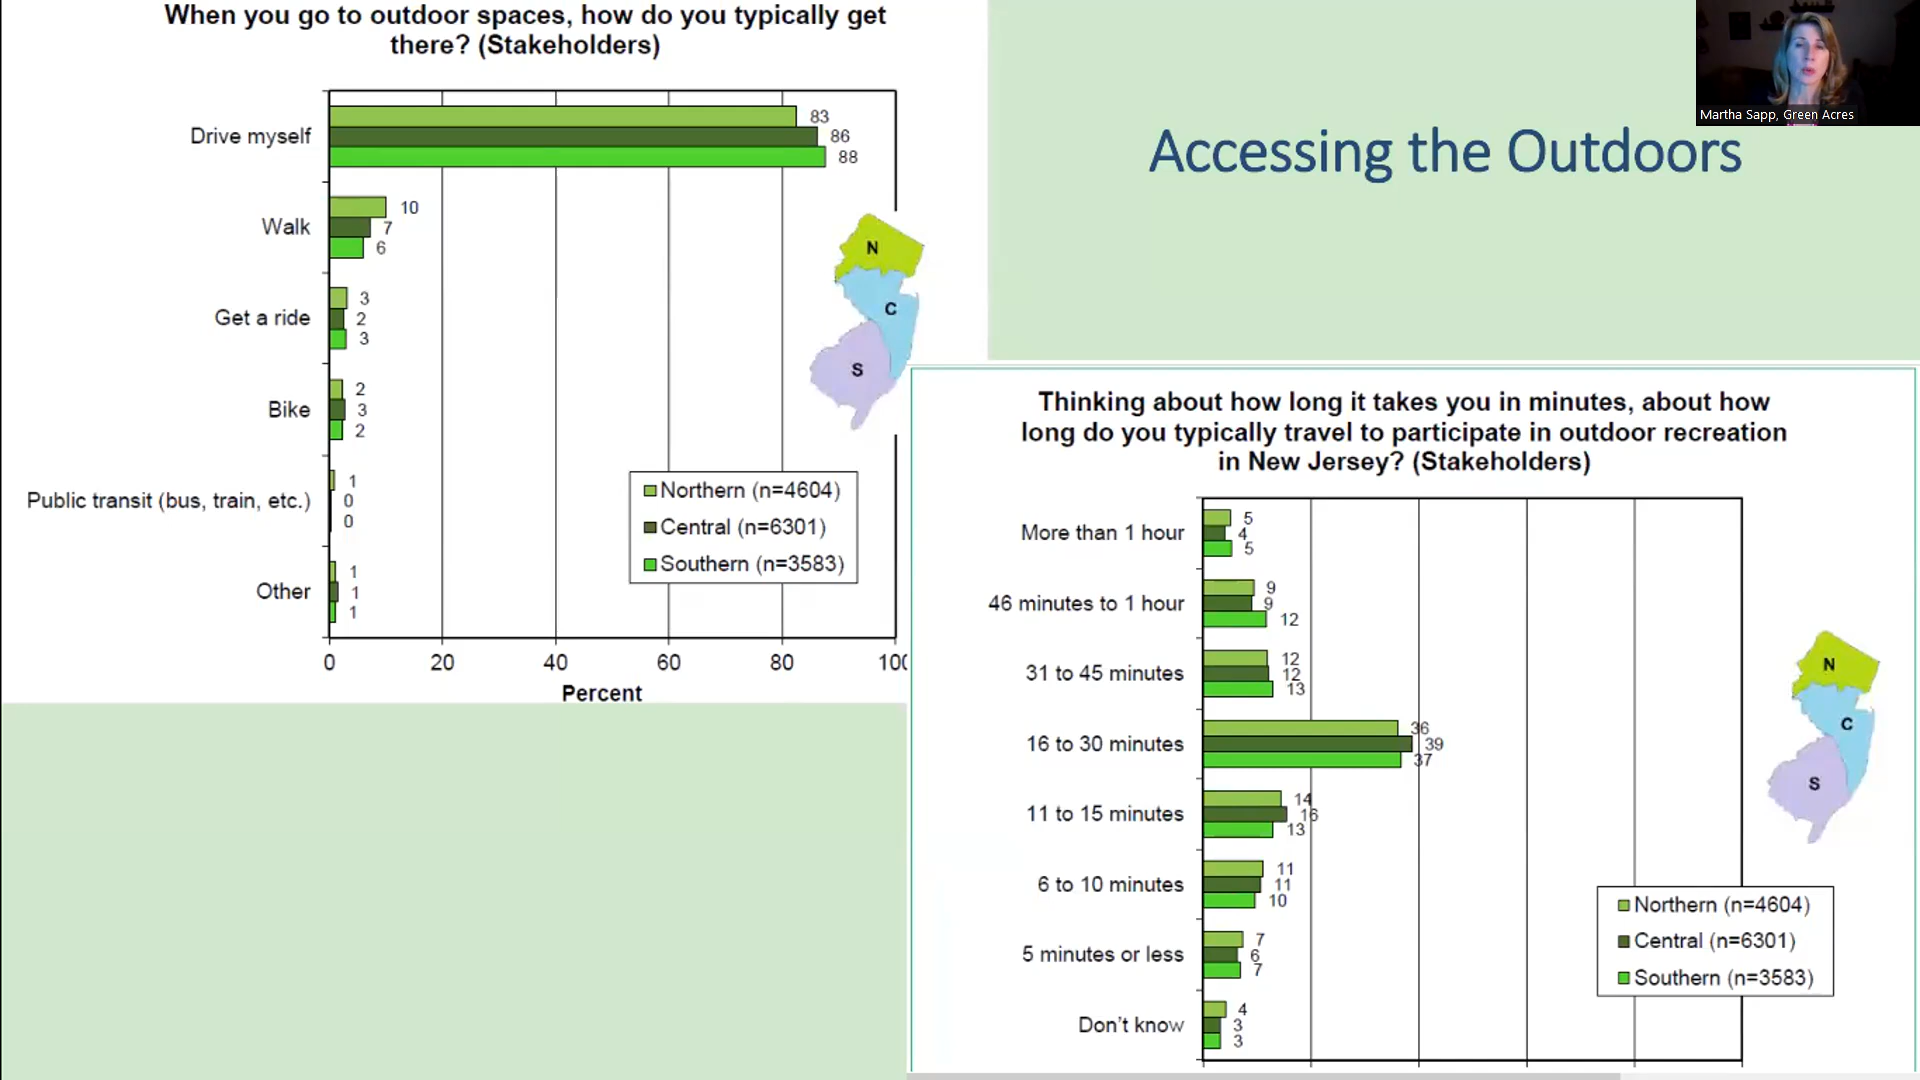 When you go to outdoor spaces, how do you typically get
there? (Stakeholders)
Drive myself
83
86
88
Walk
10
7
6
Get a ride
3
2
3
Bike
2
3
2
Public transit (bus, train, etc.)
1
0
0
Other
1
1
1
0 20 40 60 80 100
Percent
N
C
S
Northern (n=4604)
Central (n=6301)
Southern (n=3583)
Martha Sapp, Green Acres
Accessing the Outdoors
Thinking about how long it takes you in minutes, about how
long do you typically travel to participate in outdoor recreation
in New Jersey? (Stakeholders)
More than 1 hour
5
4
5
46 minutes to 1 hour
9
9
12
31 to 45 minutes
12
12
13
16 to 30 minutes
36
39
37
11 to 15 minutes
14
16
13
6 to 10 minutes
11
11
10
5 minutes or less
7
6
7
Don't know
4
3
3
N
C
S
Northern (n=4604)
Central (n=6301)
Southern (n=3583)